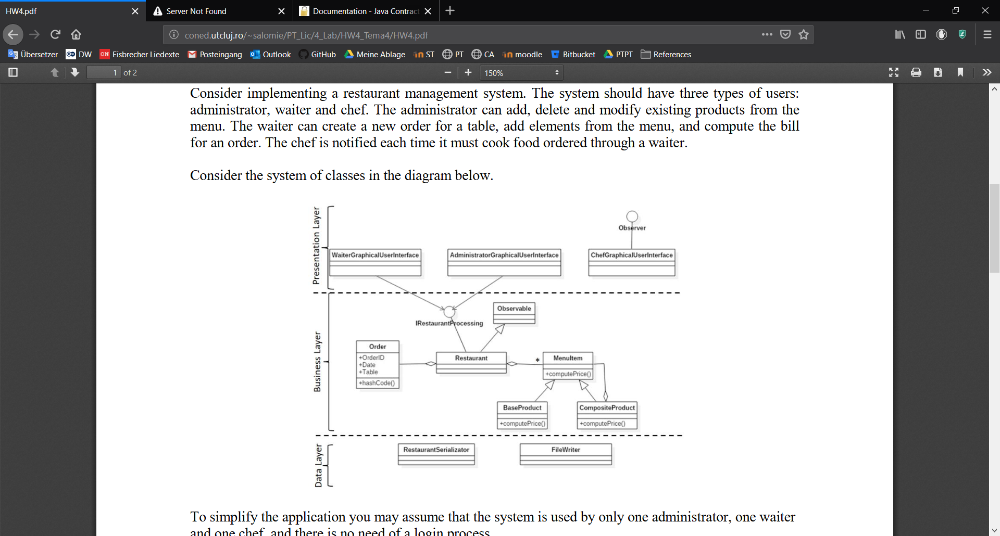 HW4.pdf
Server Not Found
Documentation - Java Contract
coned.utcluj.ro/~salomie/PT_Lic/4_Lab/HW4_Tema4/HW4.pdf
Übersetzer DW ON Eisbrecher Liedexte Posteingang Outlook GitHub Meine Ablage ST PT CA moodle Bitbucket PTPT References
1 of 2 150%
Consider implementing a restaurant management system. The system should have three types of users:
administrator, waiter and chef. The administrator can add, delete and modify existing products from the
menu. The waiter can create a new order for a table, add elements from the menu, and compute the bill
for an order. The chef is notified each time it must cook food ordered through a waiter.
Consider the system of classes in the diagram below.
Presentation Layer
Observer
WaiterGraphicalUserInterface
AdministratorGraphicalUserInterface
ChefGraphicalUserInterface
Business Layer
IRestaurantProcessing
Observable
Order
+OrderID
+Date
+Table
+hashCode()
Restaurant
*
MenuItem
+computePrice()
BaseProduct
+computePrice()
CompositeProduct
+computePrice()
Data Layer
RestaurantSerializator
FileWriter
To simplify the application you may assume that the system is used by only one administrator, one waiter
and one chef, and there is no need of a login process.